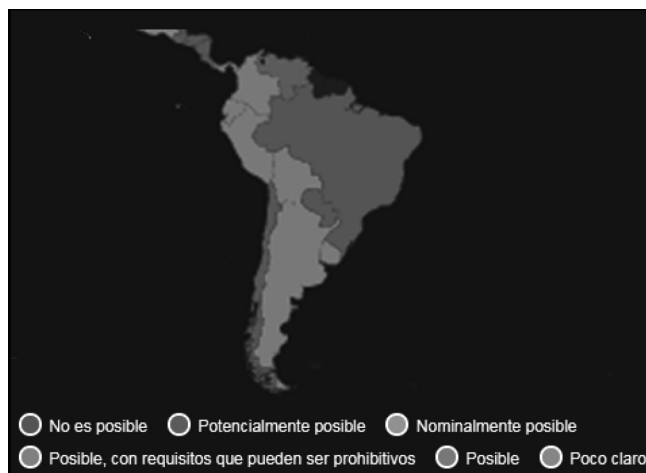 No es posible Potencialmente posible Nominalmente posible
Posible, con requisitos que pueden ser prohibitivos Posible Poco claro